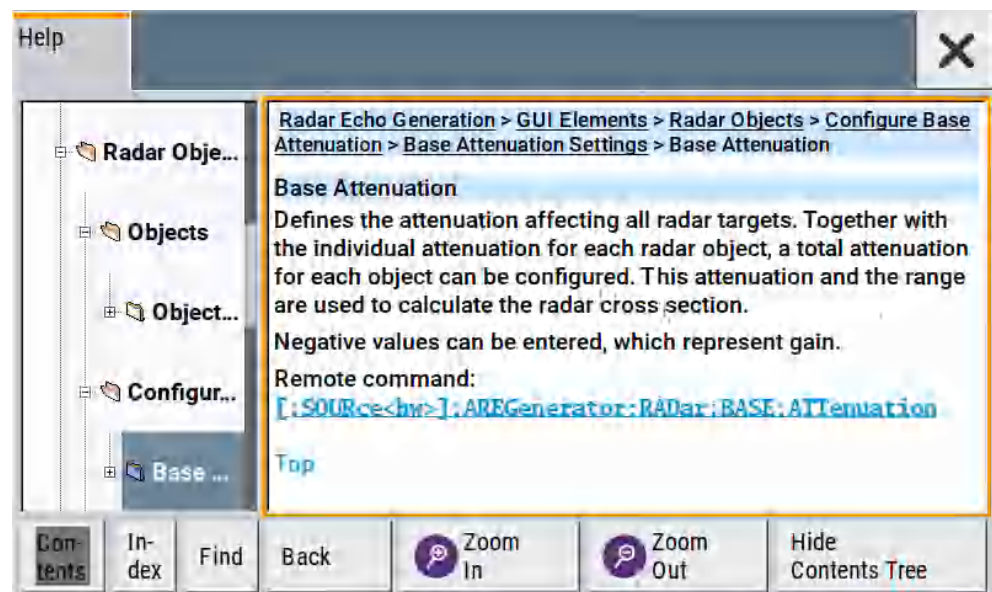 Help
Radar Obje...
Objects
Object...
Configur...
Base ...
Radar Echo Generation > GUI Elements > Radar Objects > Configure Base
Attenuation > Base Attenuation Settings > Base Attenuation
Base Attenuation
Defines the attenuation affecting all radar targets. Together with
the individual attenuation for each radar object, a total attenuation
for each object can be configured. This attenuation and the range
are used to calculate the radar cross section.
Negative values can be entered, which represent gain.
Remote command:
[:SOURce<hw>]:AREGenerator:RADar:BASE:ATTenuation
Top
Con-
tents
In-
dex
Find
Back
Zoom
In
Zoom
Out
Hide
Contents Tree